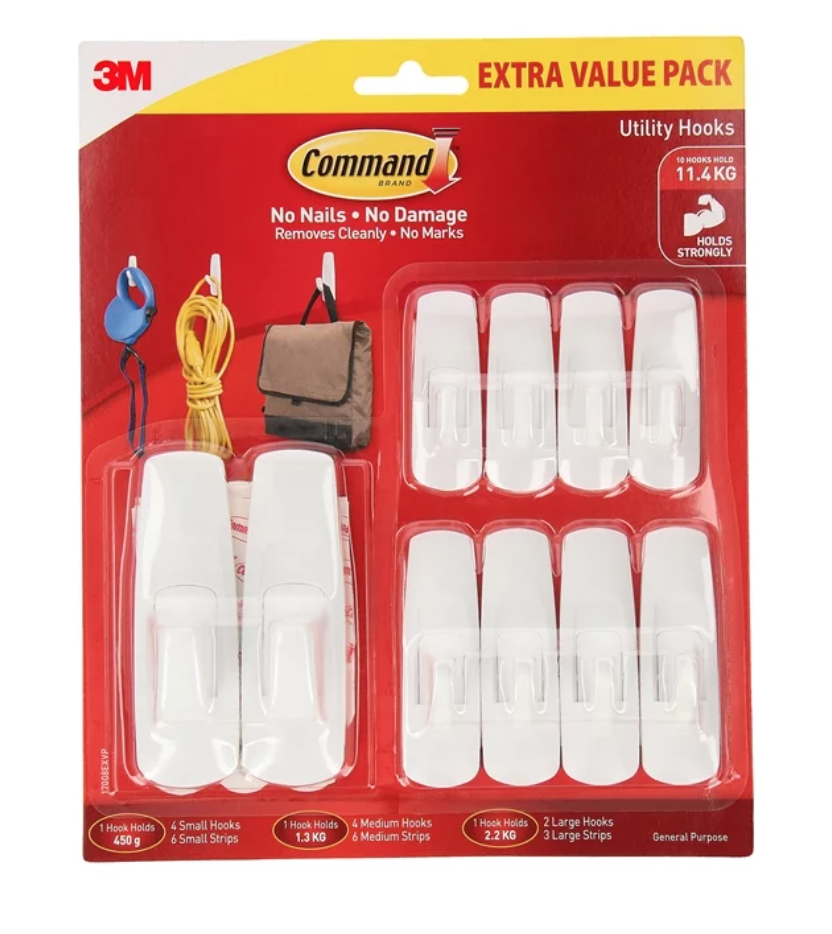 3M
EXTRA VALUE PACK
Utility Hooks
10 HOOKS HOLD
11.4 KG
HOLDS
STRONGLY
Command
BRAND
No Nails • No Damage
Removes Cleanly • No Marks
17008EXVP
1 Hook Holds
450 g
4 Small Hooks
6 Small Strips
1 Hook Holds
1.3 KG
4 Medium Hooks
6 Medium Strips
1 Hook Holds
2.2 KG
2 Large Hooks
3 Large Strips
General Purpose